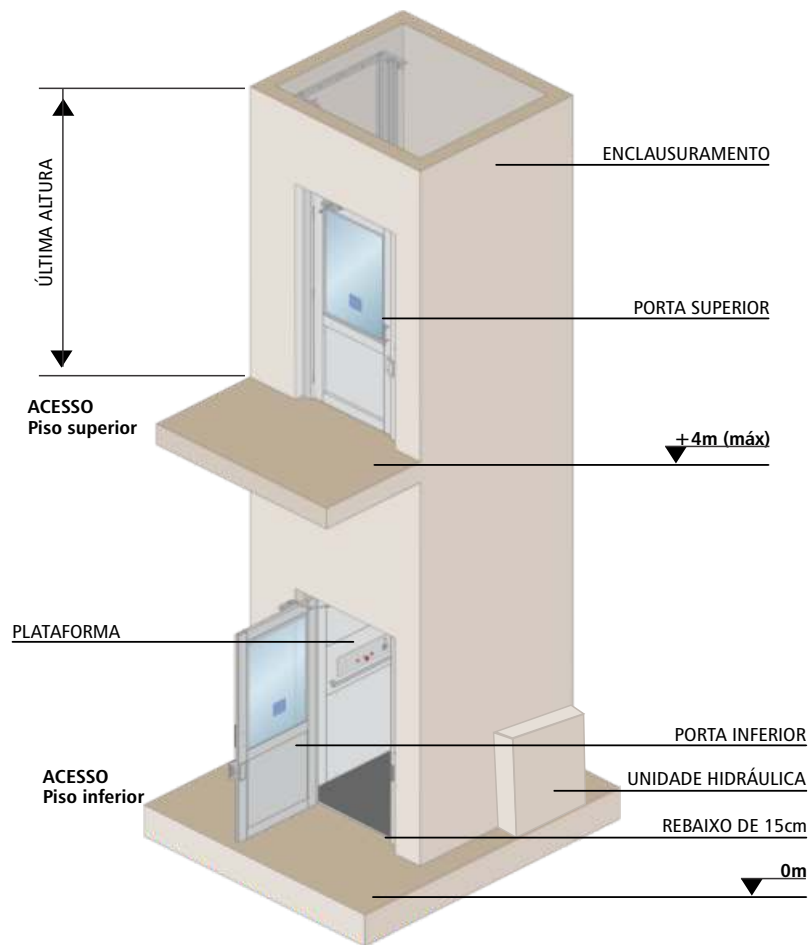 ENCLAUSURAMENTO
ÚLTIMA ALTURA
PORTA SUPERIOR
ACESSO
Piso superior
+4m (máx)
PLATAFORMA
PORTA INFERIOR
ACESSO
Piso inferior
UNIDADE HIDRÁULICA
REBAIXO DE 15cm
0m